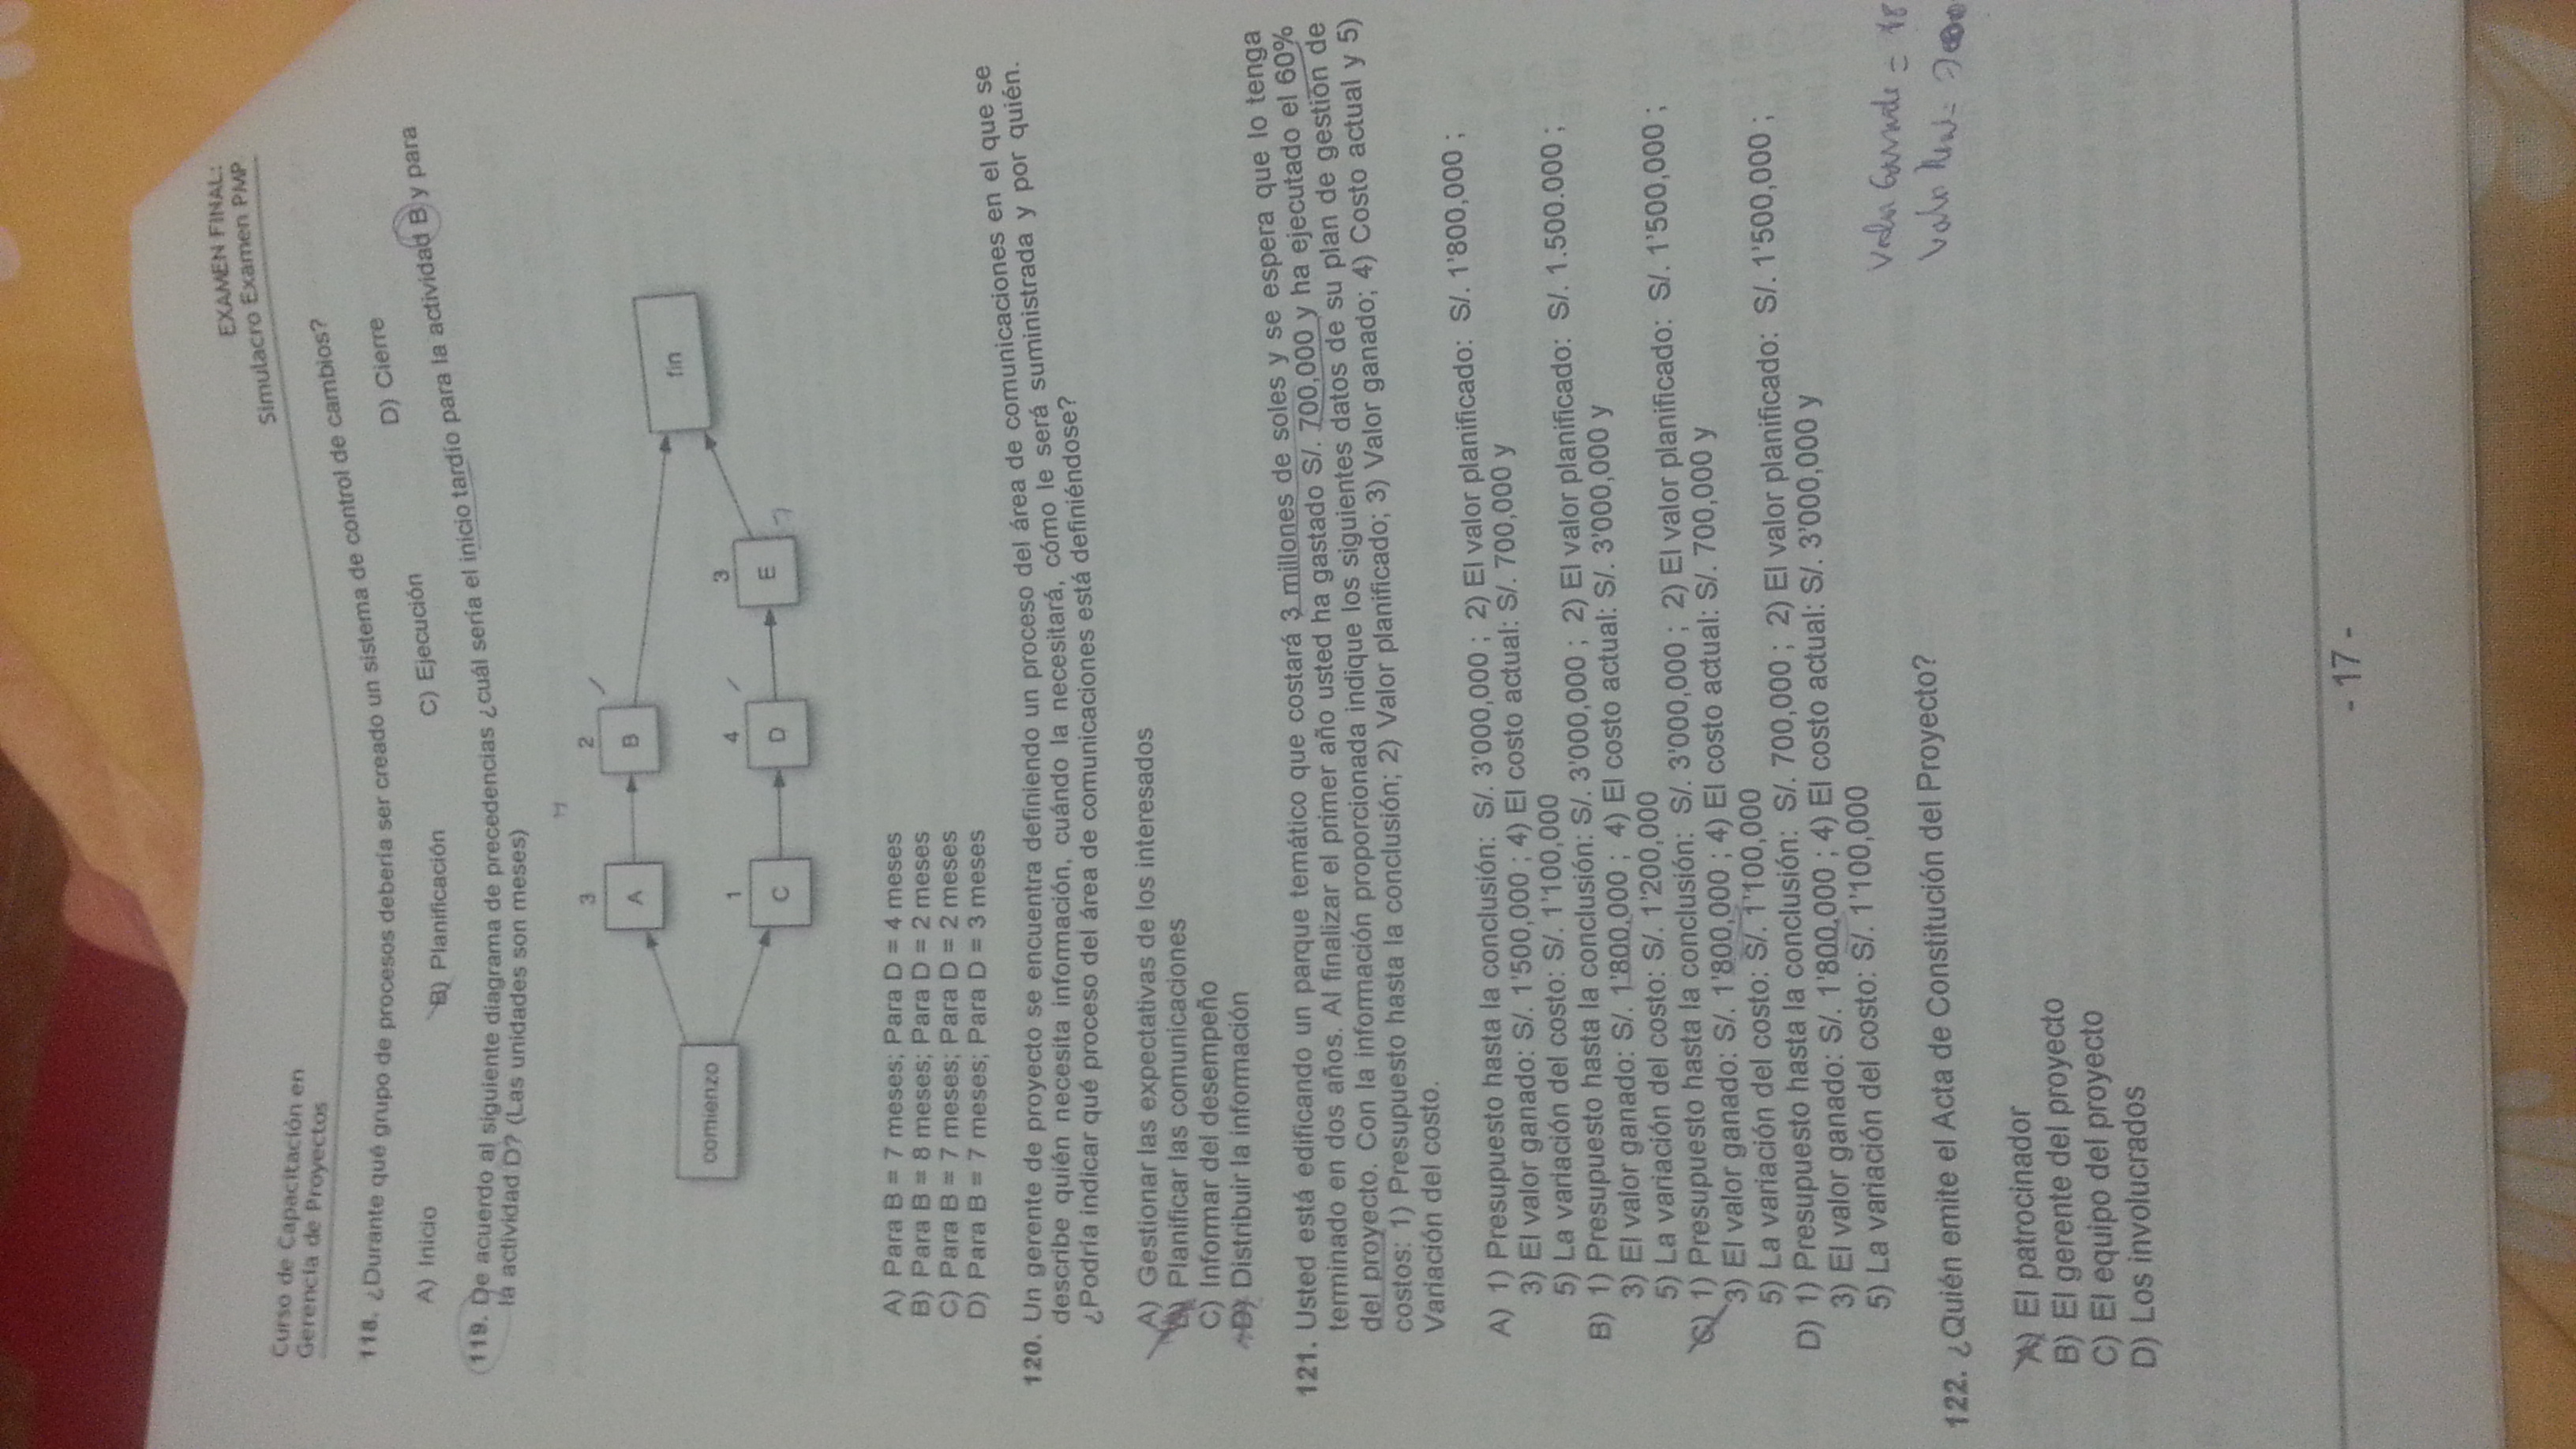 EXAMEN FINAL:
Simulacro Examen PMP
Curso de Capacitación en
Gerencia de Proyectos
118. ¿Durante qué grupo de procesos debería ser creado un sistema de control de cambios?
A) Inicio B) Planificación C) Ejecución D) Cierre
119. De acuerdo al siguiente diagrama de precedencias ¿cuál sería el inicio tardío para la actividad B y para
la actividad D? (Las unidades son meses)
3 2
A B
comienzo
fin
1 4 3
C D E
7
A) Para B = 7 meses; Para D = 4 meses
B) Para B = 8 meses; Para D = 2 meses
C) Para B = 7 meses; Para D = 2 meses
D) Para B = 7 meses; Para D = 3 meses
120. Un gerente de proyecto se encuentra definiendo un proceso del área de comunicaciones en el que se
describe quién necesita información, cuándo la necesitará, cómo le será suministrada y por quién.
¿Podría indicar qué proceso del área de comunicaciones está definiéndose?
A) Gestionar las expectativas de los interesados
B) Planificar las comunicaciones
C) Informar del desempeño
D) Distribuir la información
121. Usted está edificando un parque temático que costará 3 millones de soles y se espera que lo tenga
terminado en dos años. Al finalizar el primer año usted ha gastado S/. 700,000 y ha ejecutado el 60%
del proyecto. Con la información proporcionada indique los siguientes datos de su plan de gestión de
costos: 1) Presupuesto hasta la conclusión; 2) Valor planificado; 3) Valor ganado; 4) Costo actual y 5)
Variación del costo.
A) 1) Presupuesto hasta la conclusión: S/. 3'000,000 ; 2) El valor planificado: S/. 1'800,000 ;
3) El valor ganado: S/. 1'500,000 ; 4) El costo actual: S/. 700,000 y
5) La variación del costo: S/. 1'100,000
B) 1) Presupuesto hasta la conclusión: S/. 3'000,000 ; 2) El valor planificado: S/. 1.500.000 ;
3) El valor ganado: S/. 1'800,000 ; 4) El costo actual: S/. 3'000,000 y
5) La variación del costo: S/. 1'200,000
C) 1) Presupuesto hasta la conclusión: S/. 3'000,000 ; 2) El valor planificado: S/. 1'500,000 ;
3) El valor ganado: S/. 1'800,000 ; 4) El costo actual: S/. 700,000 y
5) La variación del costo: S/. 1'100,000
D) 1) Presupuesto hasta la conclusión: S/. 700,000 ; 2) El valor planificado: S/. 1'500,000 ;
3) El valor ganado: S/. 1'800,000 ; 4) El costo actual: S/. 3'000,000 y
5) La variación del costo: S/. 1'100,000
Valor = 18
Valor Real =
122. ¿Quién emite el Acta de Constitución del Proyecto?
A) El patrocinador
B) El gerente del proyecto
C) El equipo del proyecto
D) Los involucrados
- 17 -